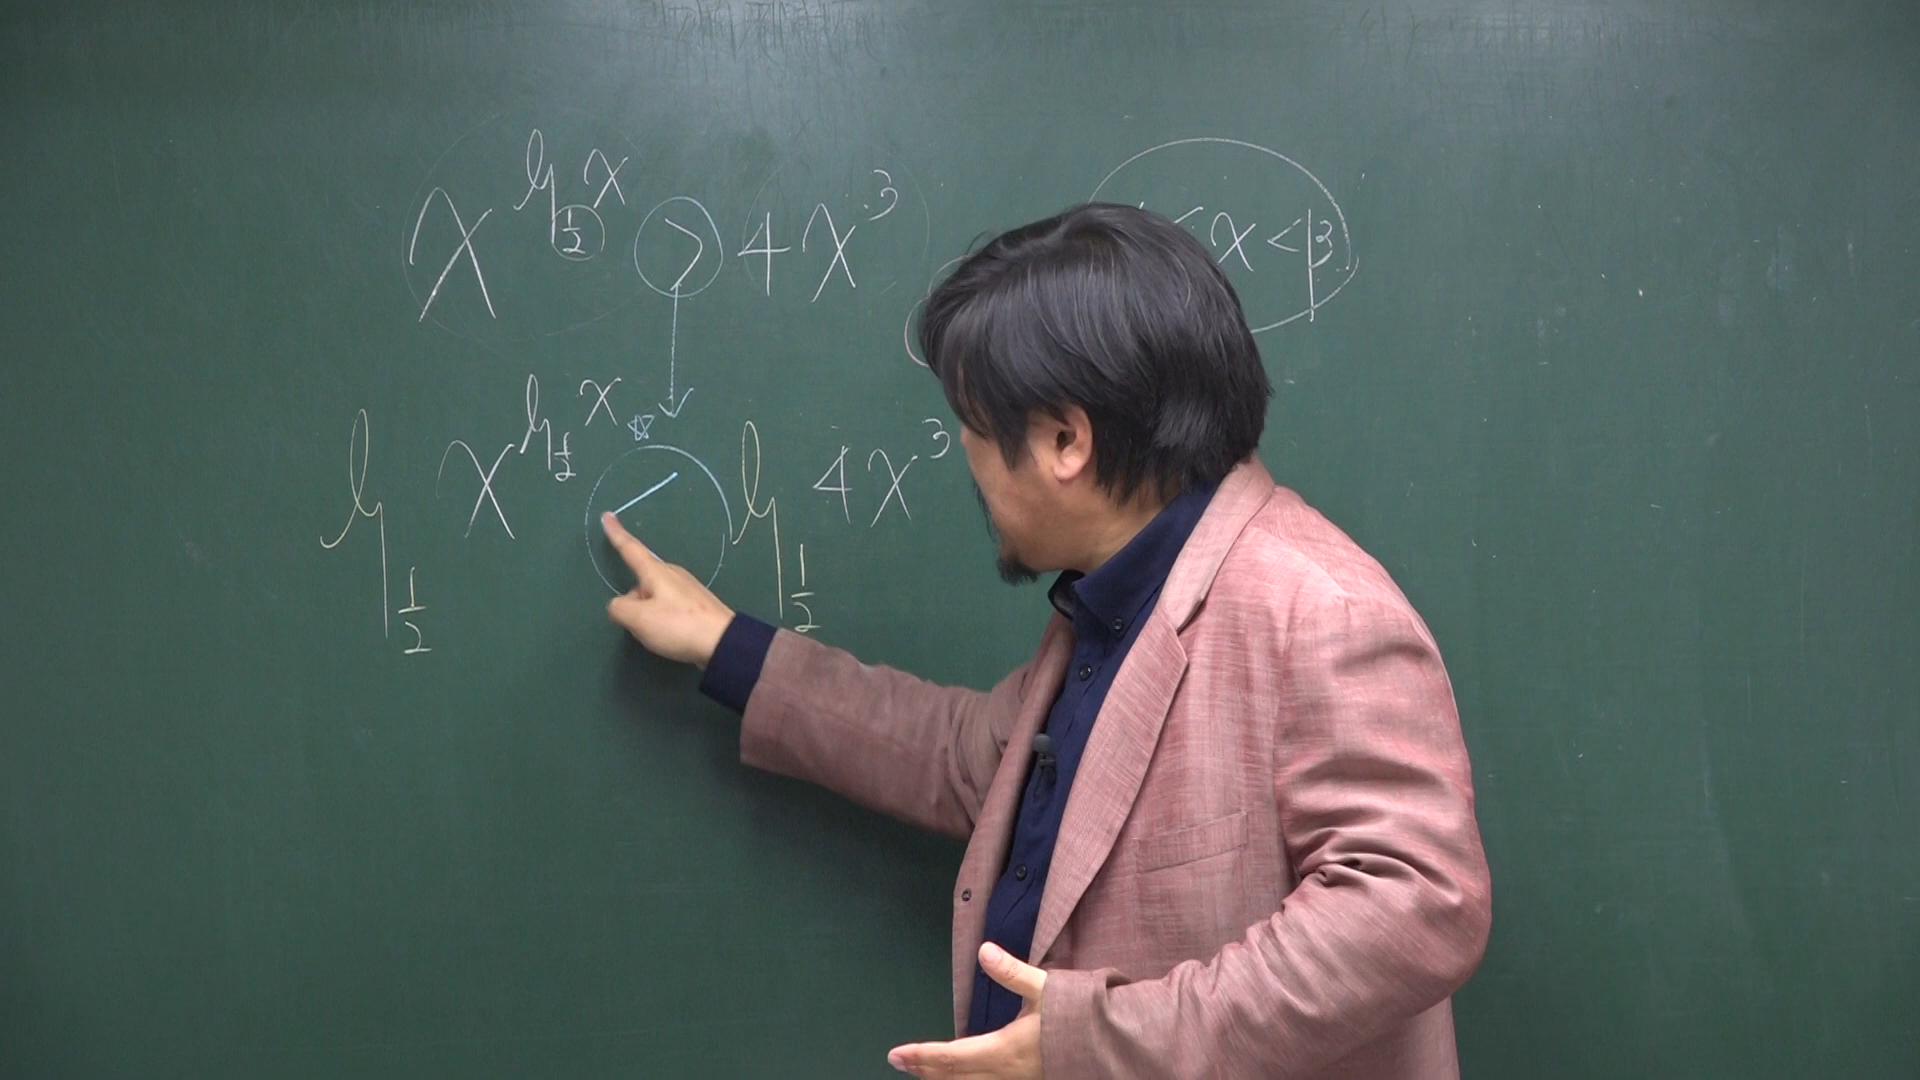 x^{log_{1/2} x} > 4x^3
< x < β
log_{1/2} x^{log_{1/2} x} < log_{1/2} 4x^3